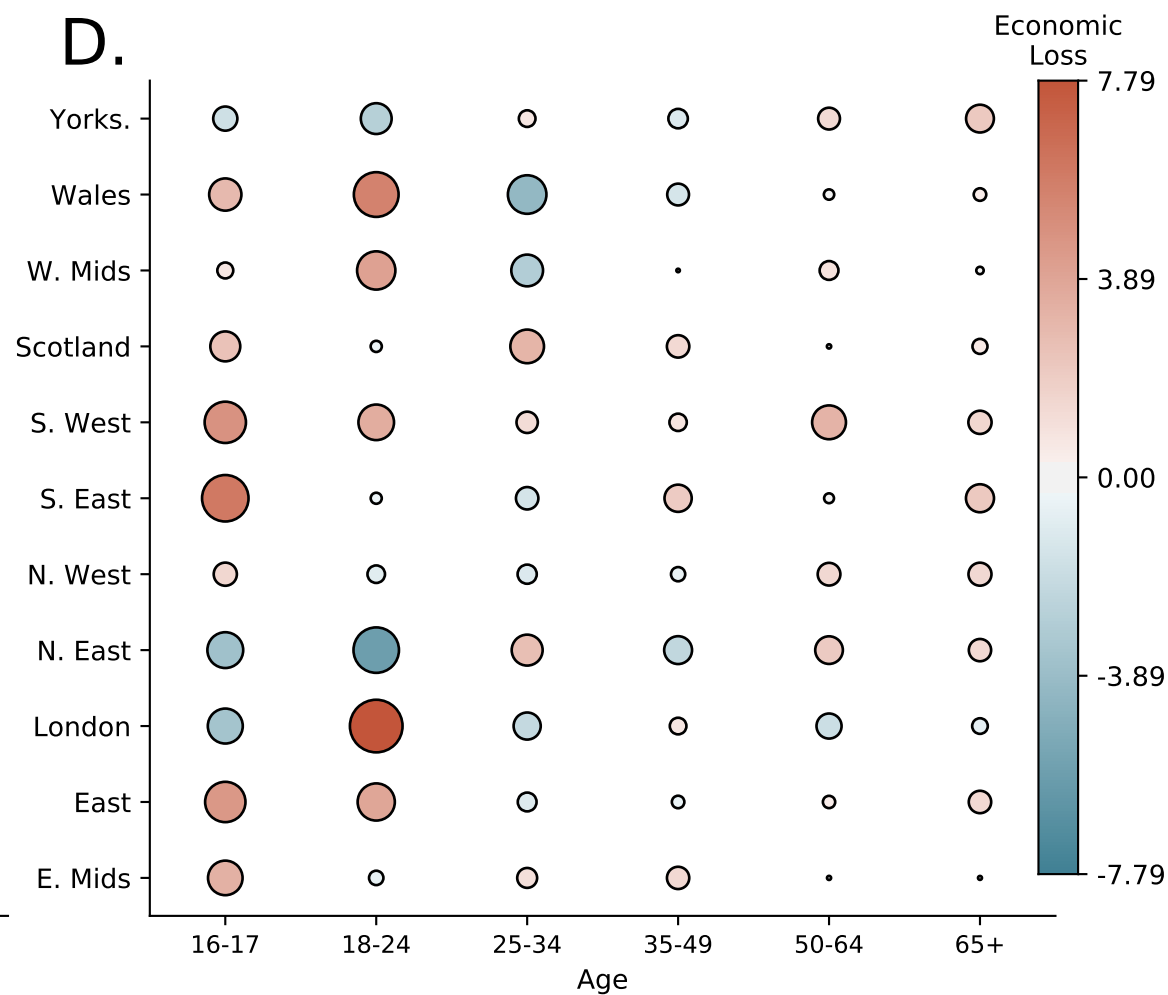 D.
Economic
Loss
7.79
3.89
0.00
-3.89
-7.79
Yorks.
Wales
W. Mids
Scotland
S. West
S. East
N. West
N. East
London
East
E. Mids
16-17 18-24 25-34 35-49 50-64 65+
Age